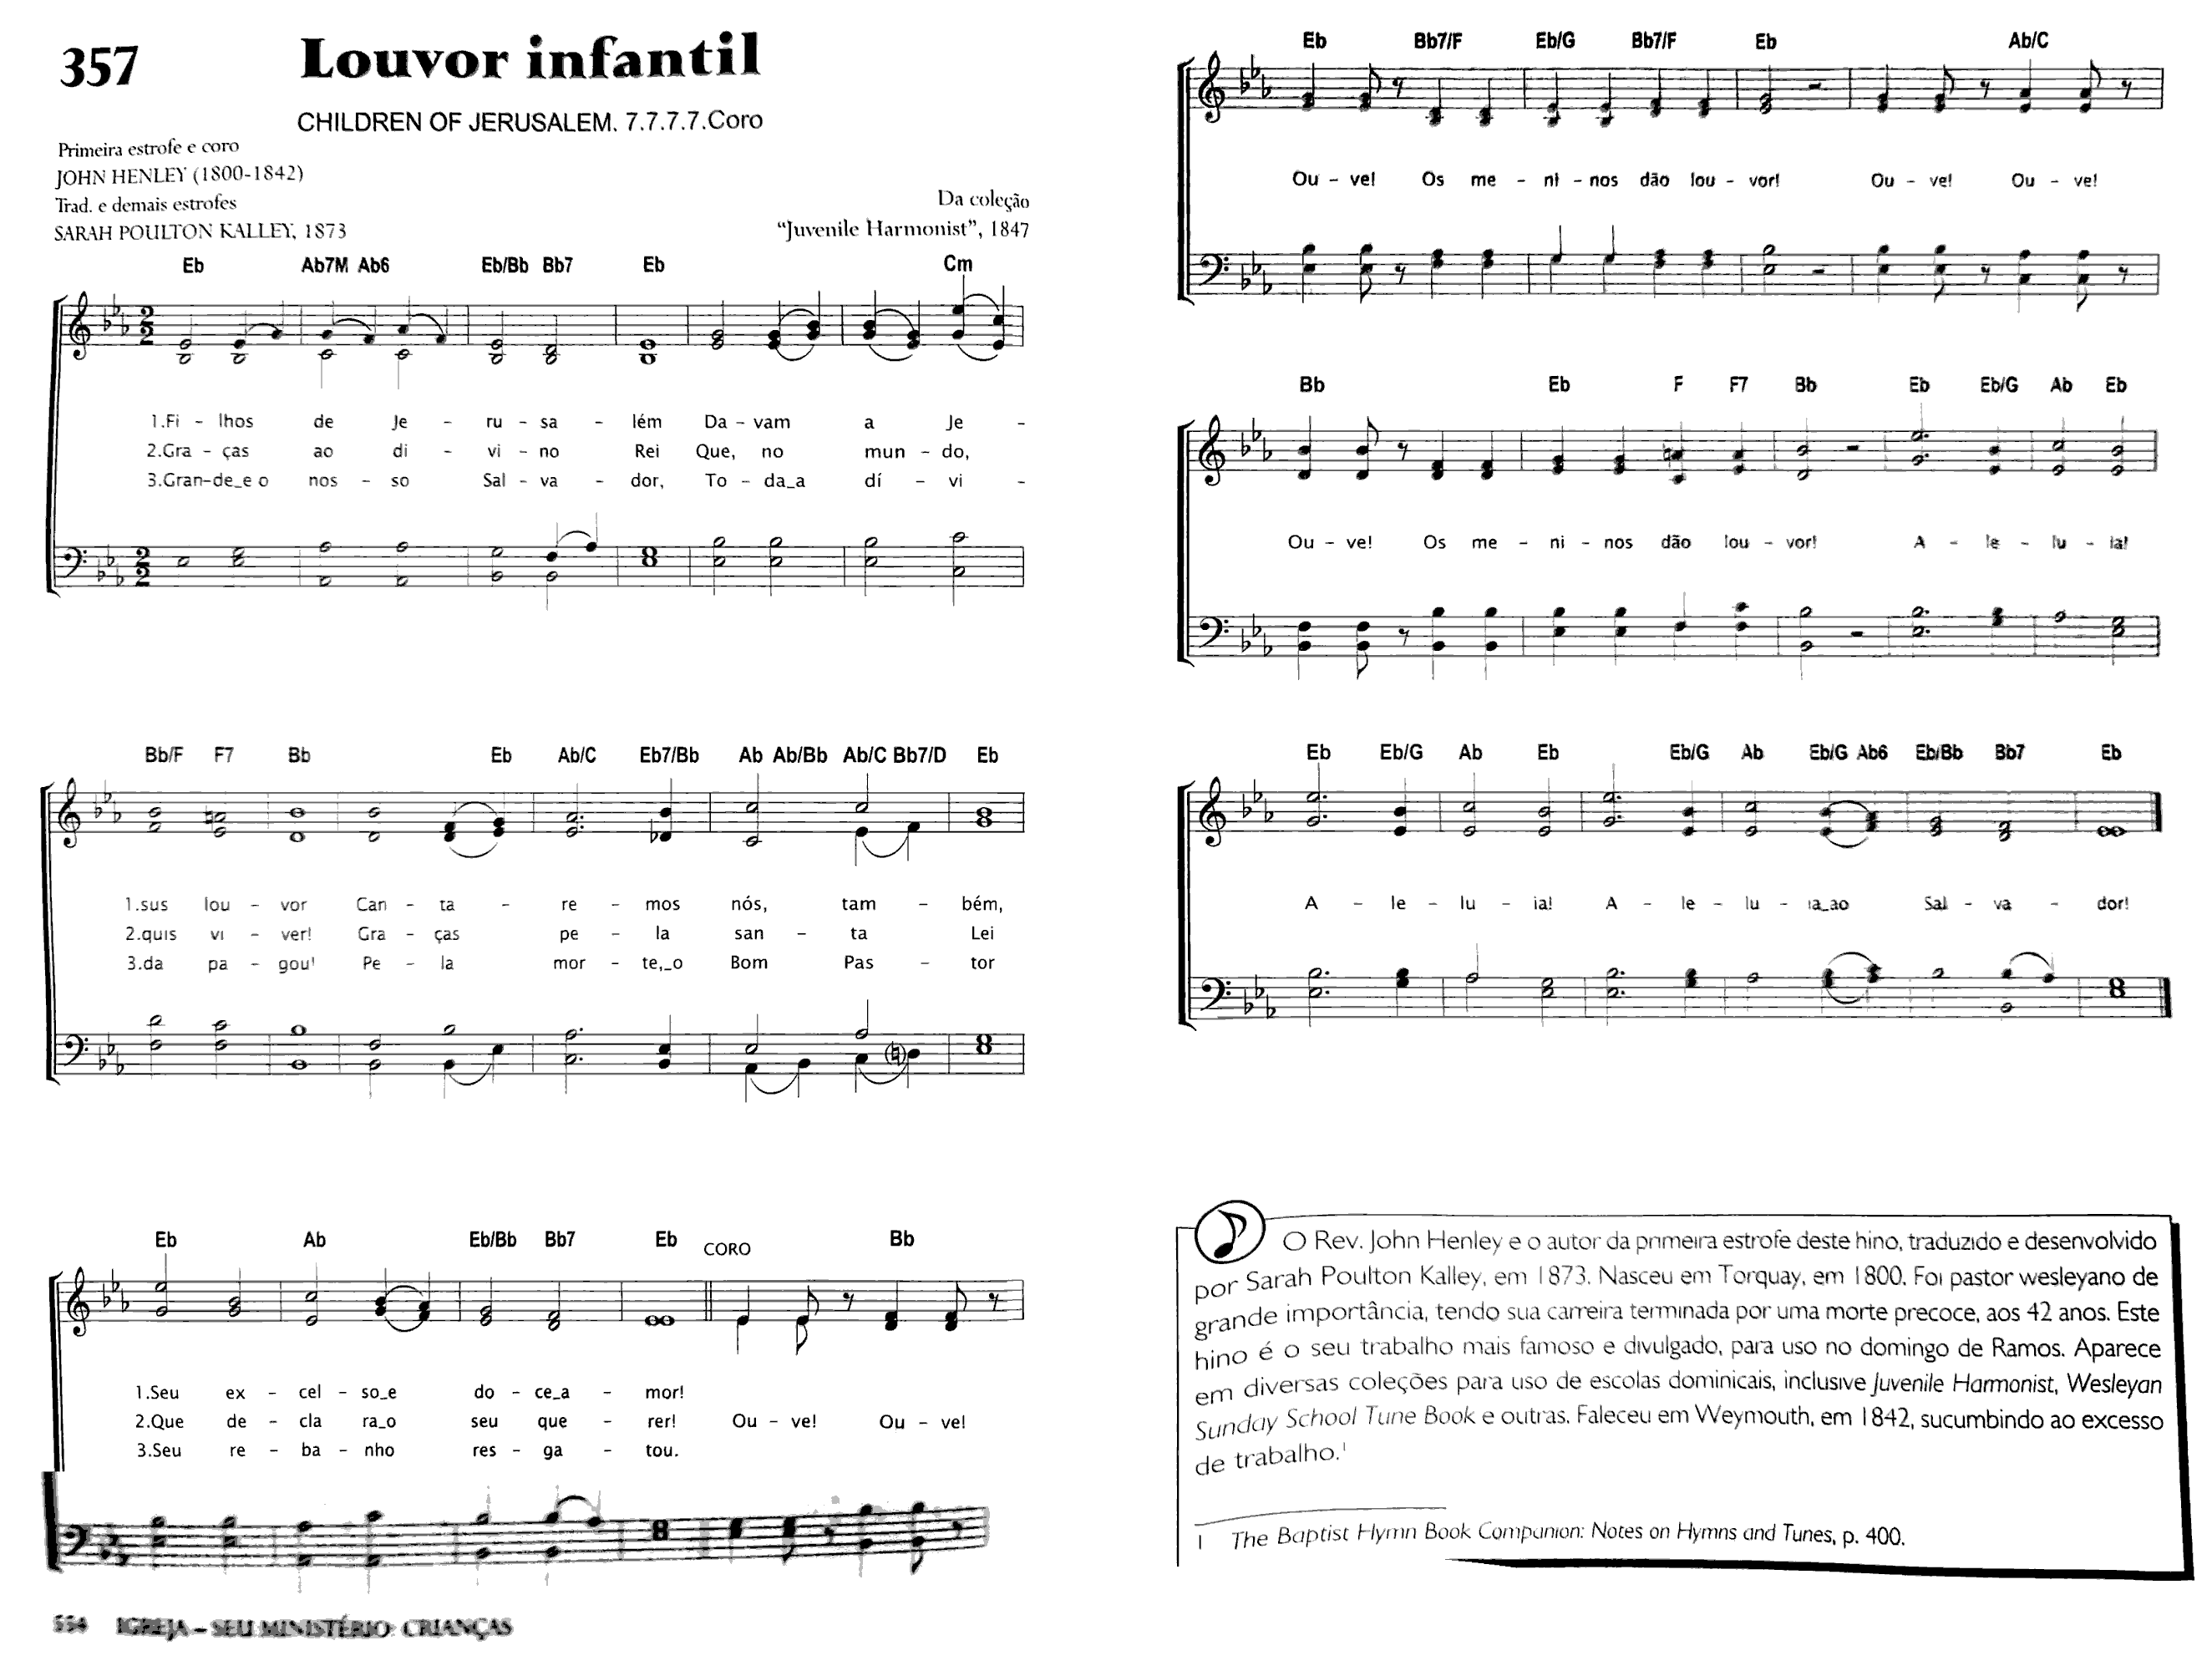 357
Louvor infantil
CHILDREN OF JERUSALEM. 7.7.7.7.Coro
Primeira estrofe e coro
JOHN HENLEY (1800-1842)
Trad. e demais estrofes
SARAH POULTON KALLEY, 1873
Da coleção
“Juvenile Harmonist”, 1847
Eb Ab7M Ab6 Eb/Bb Bb7 Eb Cm
1.Fi - lhos de Je - ru - sa - lém Da - vam a Je -
2.Gra - ças ao di - vi - no Rei Que, no mun - do,
3.Gran-de_e o nos - so Sal - va - dor, To - da_a dí - vi -
Bb/F F7 Bb Eb Ab/C Eb7/Bb Ab Ab/Bb Ab/C Bb7/D Eb
1.sus lou - vor Can - ta - re - mos nós, tam - bém,
2.quis vi - ver! Gra - ças pe - la san - ta Lei
3.da pa - gou! Pe - la mor - te,_o Bom Pas - tor
Eb Ab Eb/Bb Bb7 Eb CORO Bb
1.Seu ex - cel - so_e do - ce_a - mor!
2.Que de - cla ra_o seu que - rer! Ou - ve! Ou - ve!
3.Seu re - ba - nho res - ga - tou.
554 IGREJA – SEU MINISTÉRIO: CRIANÇAS
Eb Bb7/F Eb/G Bb7/F Eb Ab/C
Ou - ve! Os me - ni - nos dão lou - vor! Ou - ve! Ou - ve!
Bb Eb F F7 Bb Eb Eb/G Ab Eb
Ou - ve! Os me - ni - nos dão lou - vor! A - le - lu - ia!
Eb Eb/G Ab Eb Eb/G Ab Eb/G Ab6 Eb/Bb Bb7 Eb
A - le - lu - ia! A - le - lu - ia_ao Sal - va - dor!
O Rev. John Henley e o autor da primeira estrofe deste hino, traduzido e desenvolvido
por Sarah Poulton Kalley, em 1873. Nasceu em Torquay, em 1800. Foi pastor wesleyano de
grande importância, tendo sua carreira terminada por uma morte precoce, aos 42 anos. Este
hino é o seu trabalho mais famoso e divulgado, para uso no domingo de Ramos. Aparece
em diversas coleções para uso de escolas dominicais, inclusive Juvenile Harmonist, Wesleyan
Sunday School Tune Book e outras. Faleceu em Weymouth, em 1842, sucumbindo ao excesso
de trabalho.¹
1 The Baptist Hymn Book Companion: Notes on Hymns and Tunes, p. 400.